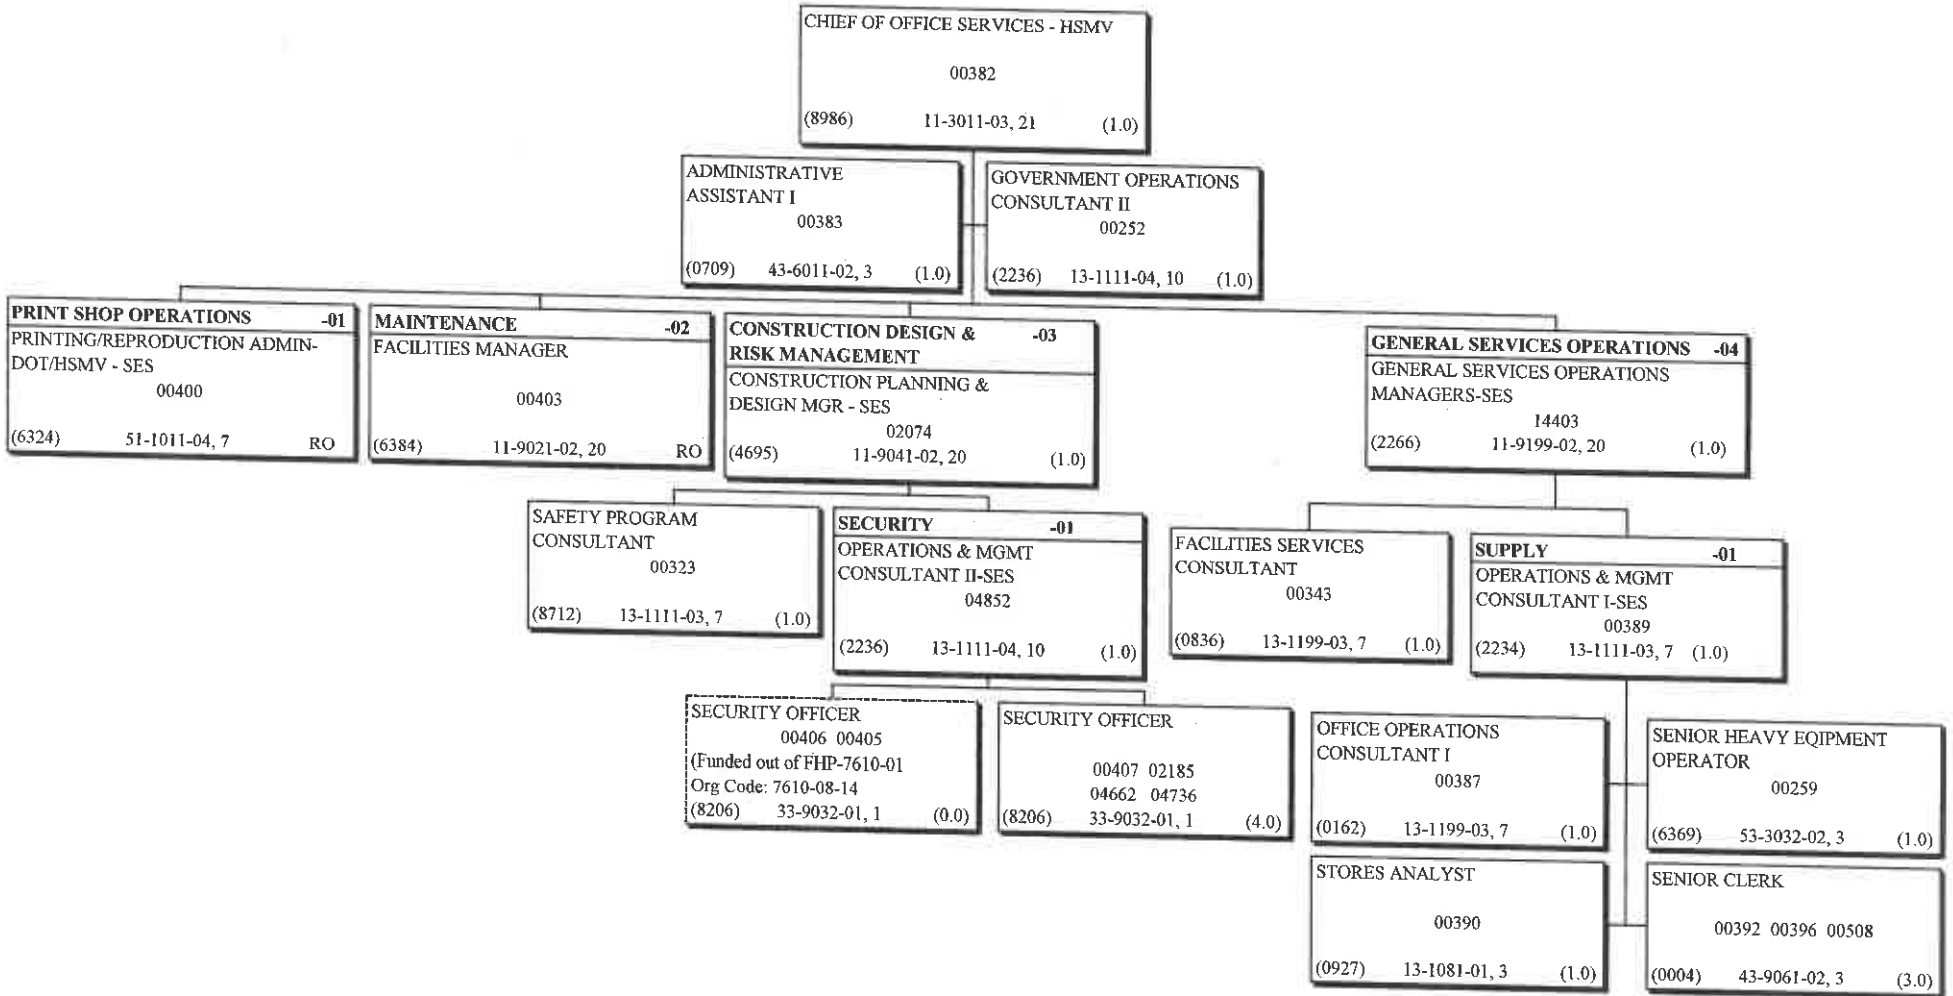 CHIEF OF OFFICE SERVICES - HSMV
00382
(8986) 11-3011-03, 21 (1.0)
ADMINISTRATIVE
ASSISTANT I
00383
(0709) 43-6011-02, 3 (1.0)
GOVERNMENT OPERATIONS
CONSULTANT II
00252
(2236) 13-1111-04, 10 (1.0)
PRINT SHOP OPERATIONS -01
PRINTING/REPRODUCTION ADMIN-
DOT/HSMV - SES
00400
(6324) 51-1011-04, 7 RO
MAINTENANCE -02
FACILITIES MANAGER
00403
(6384) 11-9021-02, 20 RO
CONSTRUCTION DESIGN & -03
RISK MANAGEMENT
CONSTRUCTION PLANNING &
DESIGN MGR - SES
02074
(4695) 11-9041-02, 20 (1.0)
GENERAL SERVICES OPERATIONS -04
GENERAL SERVICES OPERATIONS
MANAGERS-SES
14403
(2266) 11-9199-02, 20 (1.0)
SAFETY PROGRAM
CONSULTANT
00323
(8712) 13-1111-03, 7 (1.0)
SECURITY -01
OPERATIONS & MGMT
CONSULTANT II-SES
04852
(2236) 13-1111-04, 10 (1.0)
FACILITIES SERVICES
CONSULTANT
00343
(0836) 13-1199-03, 7 (1.0)
SUPPLY -01
OPERATIONS & MGMT
CONSULTANT I-SES
00389
(2234) 13-1111-03, 7 (1.0)
SECURITY OFFICER
00406 00405
(Funded out of FHP-7610-01
Org Code: 7610-08-14
(8206) 33-9032-01, 1 (0.0)
SECURITY OFFICER
00407 02185
04662 04736
(8206) 33-9032-01, 1 (4.0)
OFFICE OPERATIONS
CONSULTANT I
00387
(0162) 13-1199-03, 7 (1.0)
SENIOR HEAVY EQIPMENT
OPERATOR
00259
(6369) 53-3032-02, 3 (1.0)
STORES ANALYST
00390
(0927) 13-1081-01, 3 (1.0)
SENIOR CLERK
00392 00396 00508
(0004) 43-9061-02, 3 (3.0)